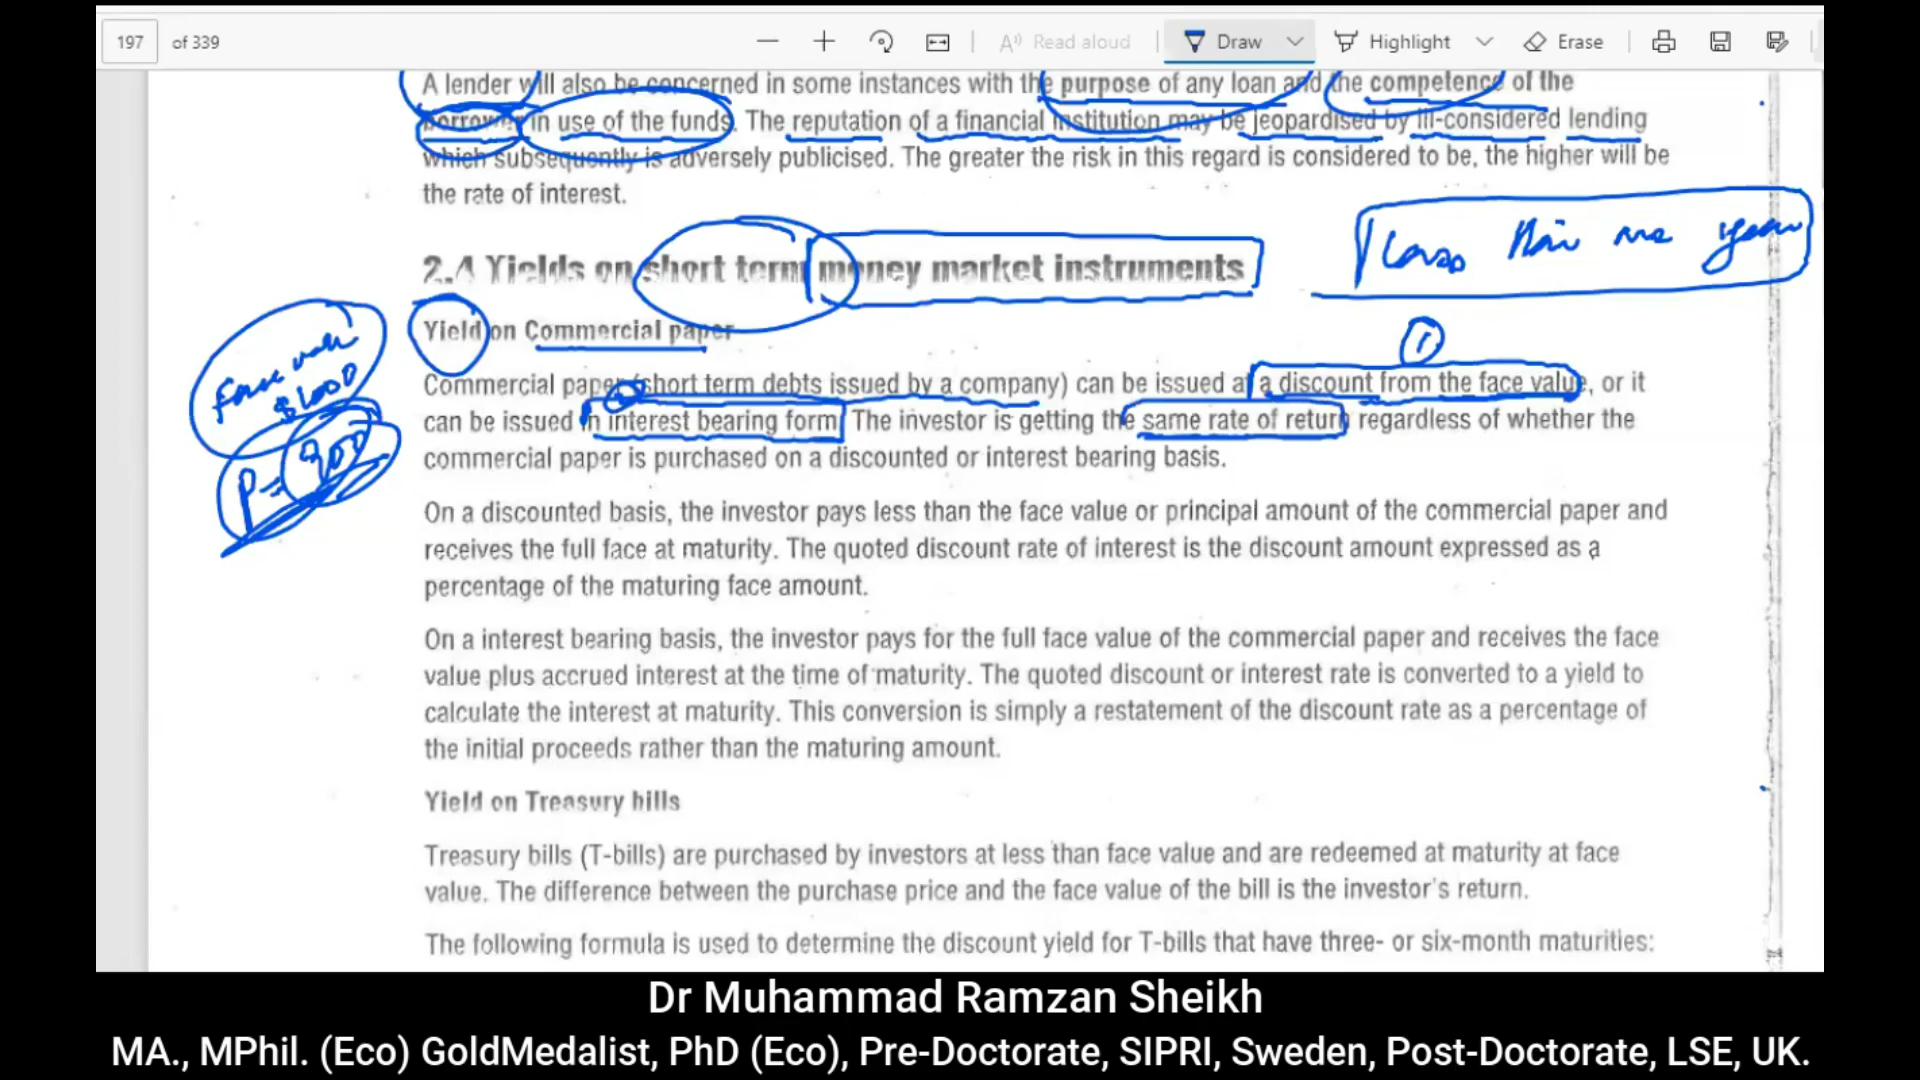 197 of 339 Read aloud Draw Highlight Erase
A lender will also be concerned in some instances with the purpose of any loan and the competence of the
borrower in use of the funds. The reputation of a financial institution may be jeopardised by ill-considered lending
which subsequently is adversely publicised. The greater the risk in this regard is considered to be, the higher will be
the rate of interest.
2.4 Yields on short term money market instruments
Yield on Commercial paper
1
Face value
$1000
P = 900
Commercial paper (short term debts issued by a company) can be issued at a discount from the face value, or it
can be issued in interest bearing form. The investor is getting the same rate of return regardless of whether the
commercial paper is purchased on a discounted or interest bearing basis.
On a discounted basis, the investor pays less than the face value or principal amount of the commercial paper and
receives the full face at maturity. The quoted discount rate of interest is the discount amount expressed as a
percentage of the maturing face amount.
On a interest bearing basis, the investor pays for the full face value of the commercial paper and receives the face
value plus accrued interest at the time of maturity. The quoted discount or interest rate is converted to a yield to
calculate the interest at maturity. This conversion is simply a restatement of the discount rate as a percentage of
the initial proceeds rather than the maturing amount.
Yield on Treasury bills
Treasury bills (T-bills) are purchased by investors at less than face value and are redeemed at maturity at face
value. The difference between the purchase price and the face value of the bill is the investor's return.
The following formula is used to determine the discount yield for T-bills that have three- or six-month maturities:
Dr Muhammad Ramzan Sheikh
MA., MPhil. (Eco) GoldMedalist, PhD (Eco), Pre-Doctorate, SIPRI, Sweden, Post-Doctorate, LSE, UK.